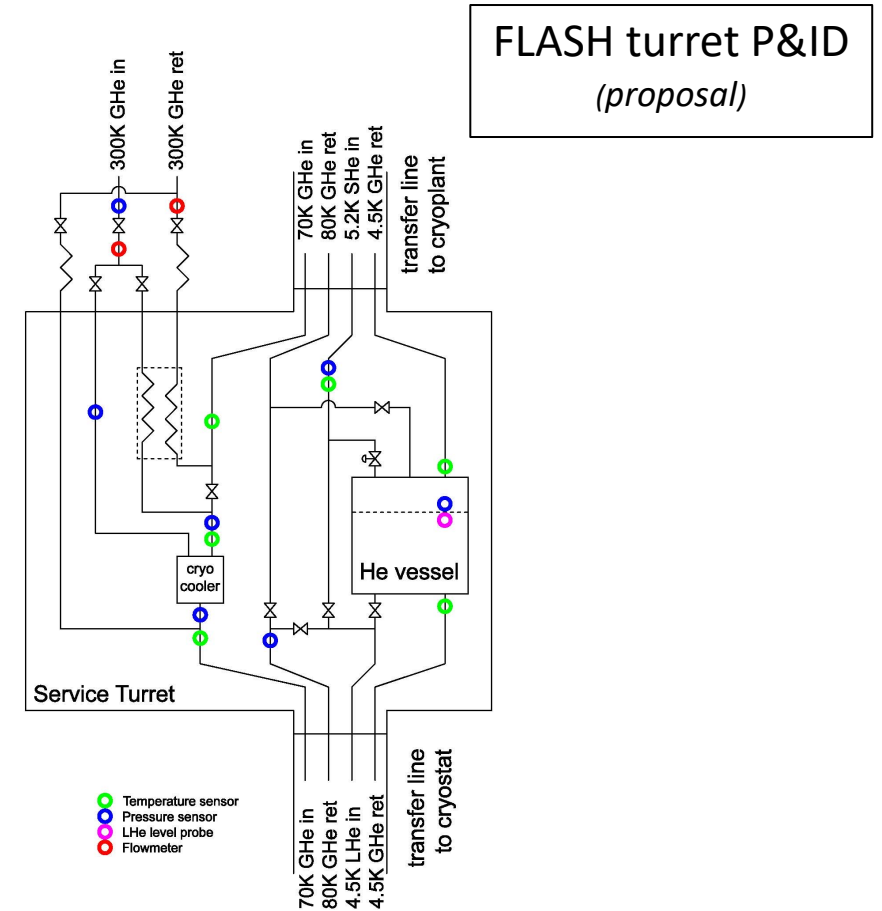 FLASH turret P&ID
(proposal)
300K GHe in
300K GHe ret
70K GHe in
80K GHe ret
5.2K SHe in
4.5K GHe ret
transfer line
to cryoplant
cryo
cooler
He vessel
Service Turret
Temperature sensor
Pressure sensor
LHe level probe
Flowmeter
70K GHe in
80K GHe ret
4.5K LHe in
4.5K GHe ret
transfer line
to cryostat